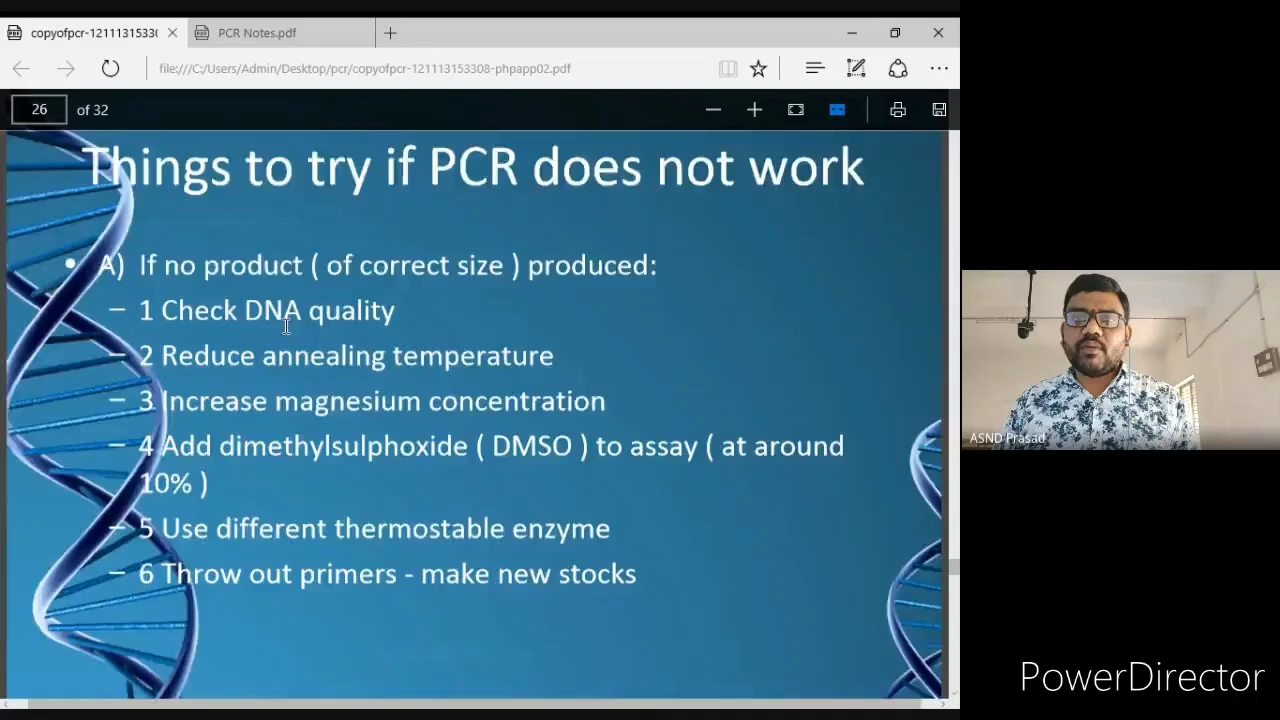 copyofpcr-1211131533
PCR Notes.pdf
file:///C:/Users/Admin/Desktop/pcr/copyofpcr-121113153308-phpapp02.pdf
26 of 32
Things to try if PCR does not work
• A) If no product ( of correct size ) produced:
– 1 Check DNA quality
– 2 Reduce annealing temperature
– 3 Increase magnesium concentration
– 4 Add dimethylsulphoxide ( DMSO ) to assay ( at around
10% )
– 5 Use different thermostable enzyme
– 6 Throw out primers - make new stocks
ASND Prasad
PowerDirector